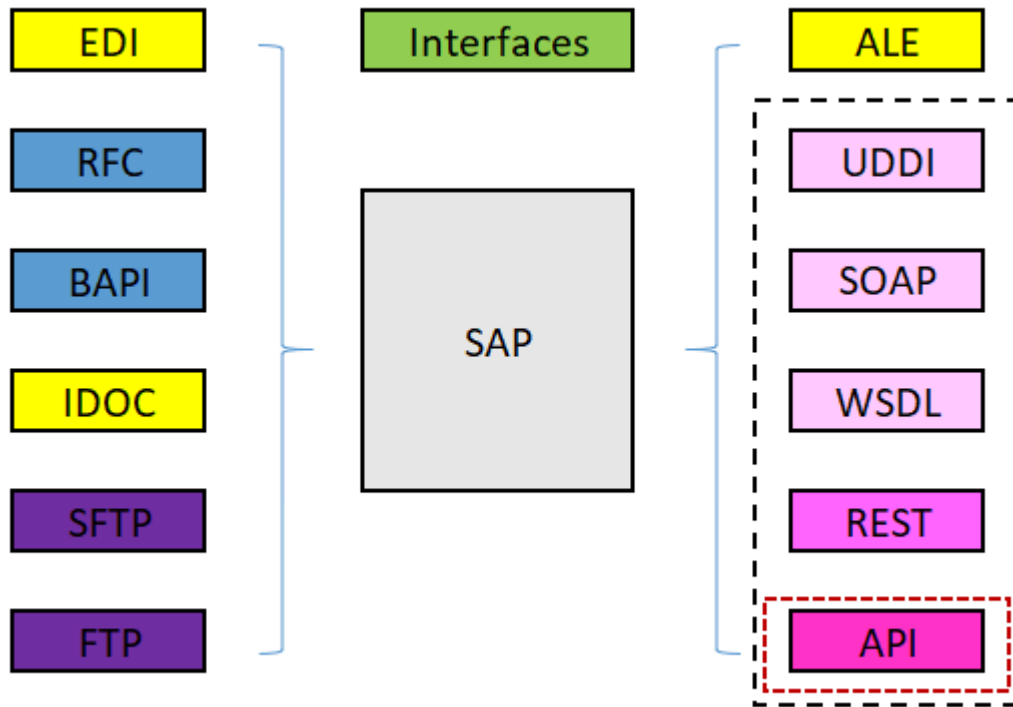 EDI
Interfaces
ALE
RFC
UDDI
BAPI
SOAP
SAP
IDOC
WSDL
SFTP
REST
FTP
API